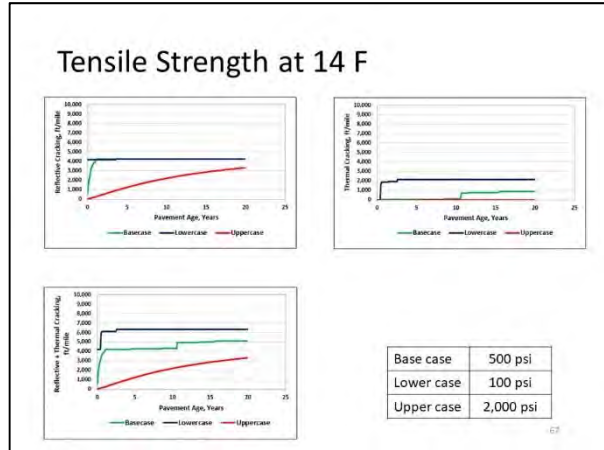 Tensile Strength at 14 F
Reflective Cracking, ft/mile
10,000
9,000
8,000
7,000
6,000
5,000
4,000
3,000
2,000
1,000
0
0 5 10 15 20 25
Pavement Age, Years
Basecase Lowercase Uppercase
Thermal Cracking, ft/mile
10,000
9,000
8,000
7,000
6,000
5,000
4,000
3,000
2,000
1,000
0
0 5 10 15 20 25
Pavement Age, Years
Basecase Lowercase Uppercase
Reflective + Thermal Cracking,
ft/mile
10,000
9,000
8,000
7,000
6,000
5,000
4,000
3,000
2,000
1,000
0
0 5 10 15 20 25
Pavement Age, Years
Basecase Lowercase Uppercase
Base case 500 psi
Lower case 100 psi
Upper case 2,000 psi
67